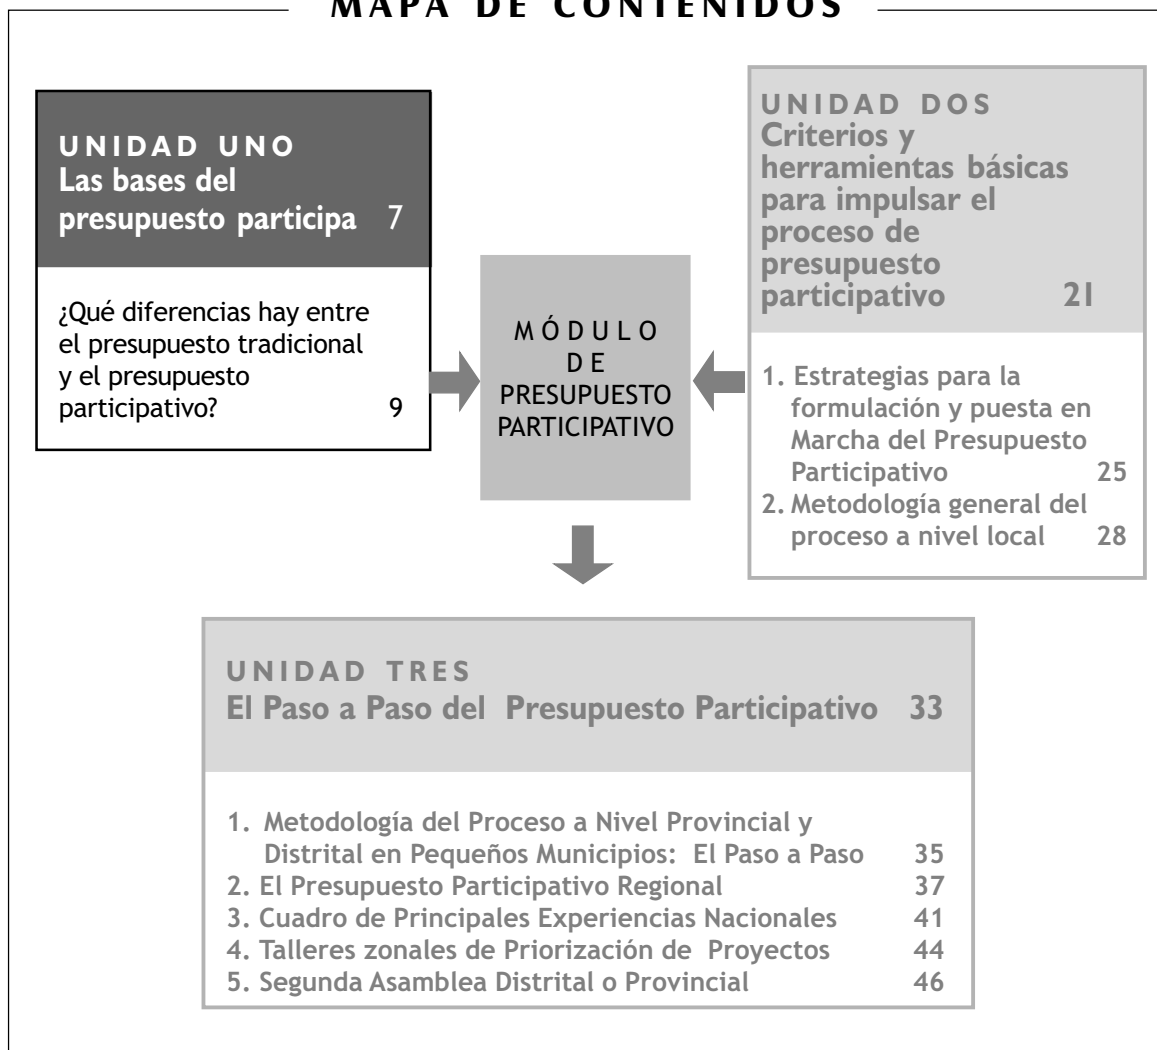 MAPA DE CONTENIDOS
UNIDAD UNO
Las bases del
presupuesto participa 7
¿Qué diferencias hay entre
el presupuesto tradicional
y el presupuesto
participativo? 9
MÓDULO
DE
PRESUPUESTO
PARTICIPATIVO
UNIDAD DOS
Criterios y
herramientas básicas
para impulsar el
proceso de
presupuesto
participativo 21
1. Estrategias para la
formulación y puesta en
Marcha del Presupuesto
Participativo 25
2. Metodología general del
proceso a nivel local 28
UNIDAD TRES
El Paso a Paso del Presupuesto Participativo 33
1. Metodología del Proceso a Nivel Provincial y
Distrital en Pequeños Municipios: El Paso a Paso 35
2. El Presupuesto Participativo Regional 37
3. Cuadro de Principales Experiencias Nacionales 41
4. Talleres zonales de Priorización de Proyectos 44
5. Segunda Asamblea Distrital o Provincial 46